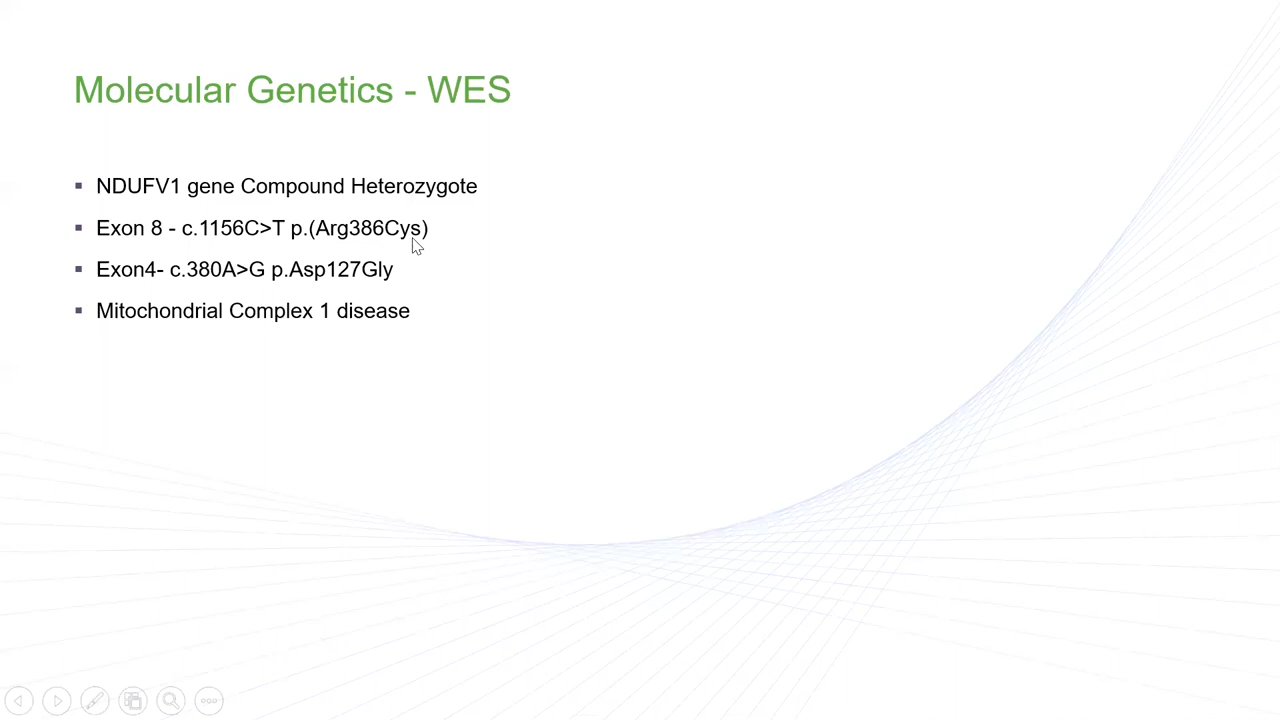 Molecular Genetics - WES
NDUFV1 gene Compound Heterozygote
Exon 8 - c.1156C>T p.(Arg386Cys)
Exon4- c.380A>G p.Asp127Gly
Mitochondrial Complex 1 disease